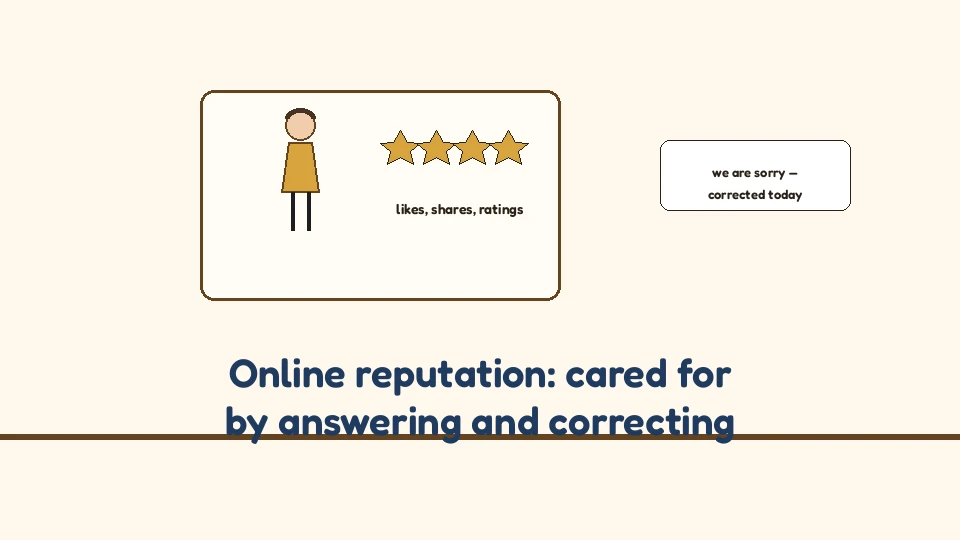 likes, shares, ratings
we are sorry –
corrected today
Online reputation: cared for
by answering and correcting